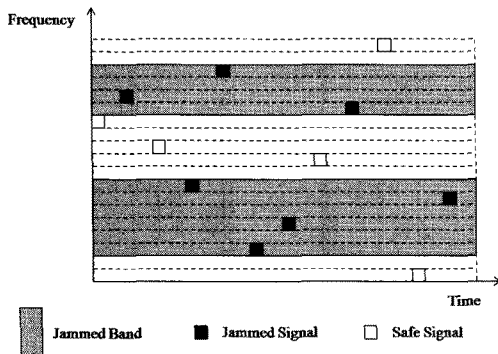 Frequency
Time
Jammed Band
Jammed Signal
Safe Signal